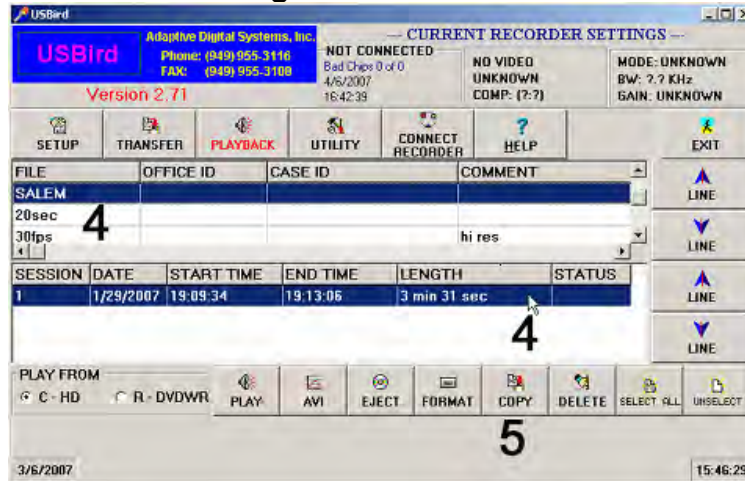 USBird
USBird
Adaptive Digital Systems, Inc.
Phone: (949) 955-3116
FAX: (949) 955-3108
Version 2.71
--- CURRENT RECORDER SETTINGS ---
NOT CONNECTED
Bad Chips 0 of 0
4/6/2007
16:42:39
NO VIDEO
UNKNOWN
COMP: (?:?)
MODE: UNKNOWN
BW: ?.? KHz
GAIN: UNKNOWN
SETUP TRANSFER PLAYBACK UTILITY CONNECT RECORDER HELP EXIT
FILE OFFICE ID CASE ID COMMENT
SALEM
20sec
4
30fps hi res
LINE
LINE
SESSION DATE START TIME END TIME LENGTH STATUS
1 1/29/2007 19:09:34 19:13:06 3 min 31 sec
4
LINE
LINE
PLAY FROM
C - HD R - DVDWR PLAY AVI EJECT FORMAT COPY DELETE SELECT ALL UNSELECT
5
3/6/2007 15:46:29